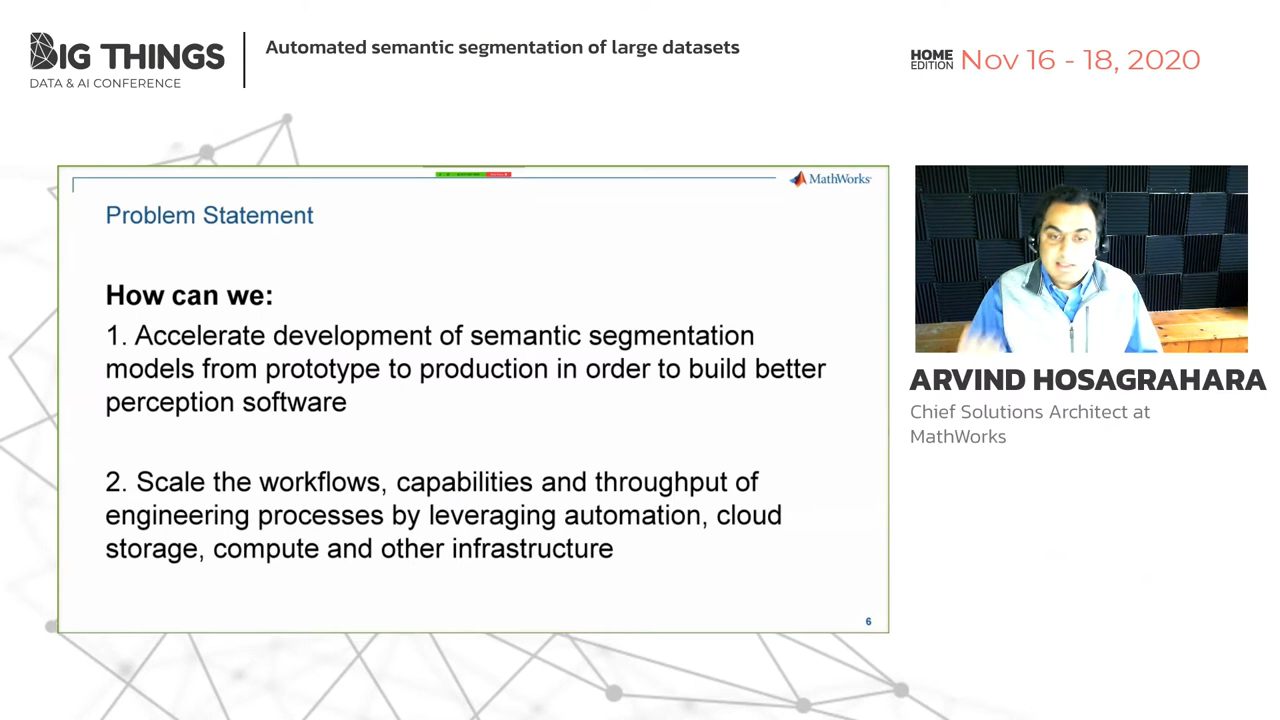 BIG THINGS
DATA & AI CONFERENCE
Automated semantic segmentation of large datasets
HOME
EDITION
Nov 16 - 18, 2020
MathWorks
Problem Statement
How can we:
1. Accelerate development of semantic segmentation
models from prototype to production in order to build better
perception software
2. Scale the workflows, capabilities and throughput of
engineering processes by leveraging automation, cloud
storage, compute and other infrastructure
6
ARVIND HOSAGRAHARA
Chief Solutions Architect at
MathWorks